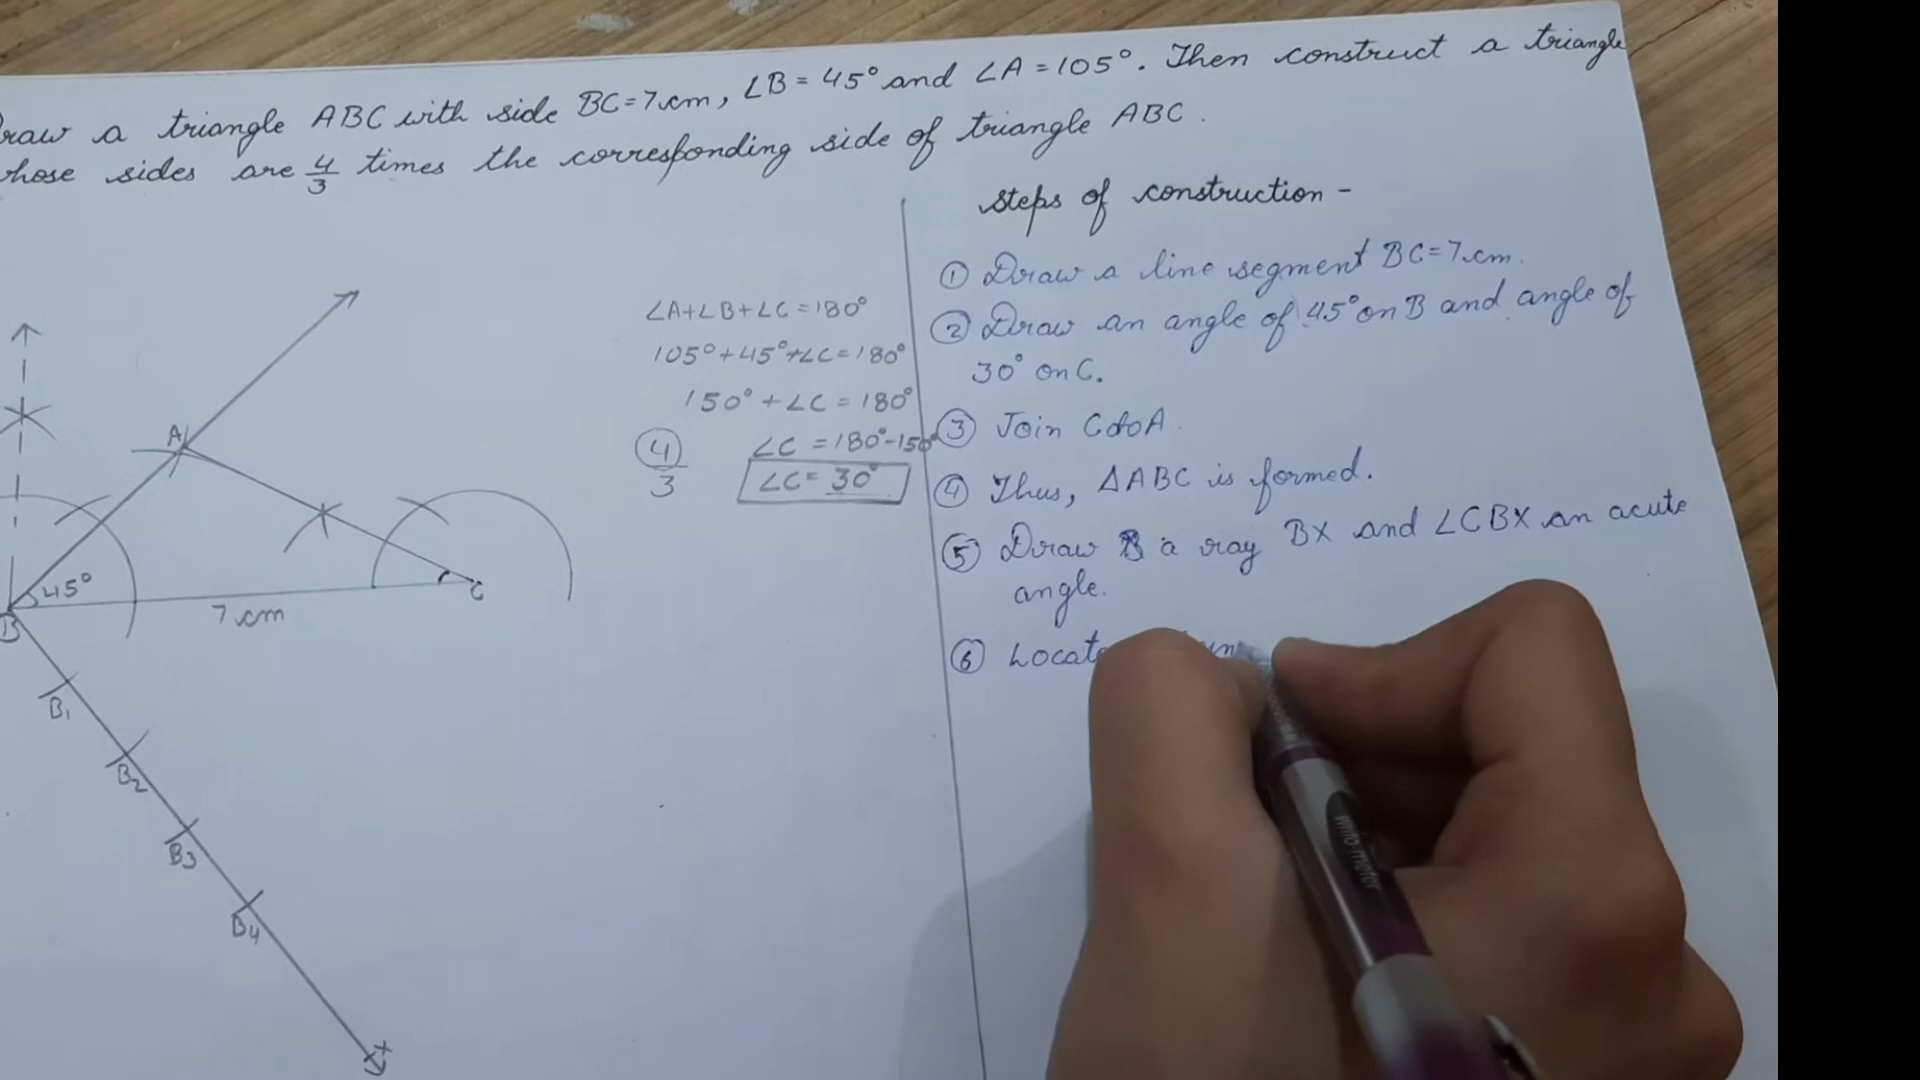 raw a triangle ABC with side BC=7cm, ∠B=45° and ∠A=105°. Then construct a triangle
hose sides are 4/3 times the corresponding side of triangle ABC.
steps of construction -
① Draw a line segment BC=7cm.
② Draw an angle of 45° on B and angle of
30° on C.
③ Join C to A.
④ Thus, △ABC is formed.
⑤ Draw a ray BX and ∠CBX an acute
angle.
⑥ Locate
∠A+∠B+∠C=180°
105°+45°+∠C=180°
150°+∠C=180°
∠C=180°-150°
∠C=30°
4/3
A
45°
7cm
B
C
B1
B2
B3
B4
X
write-meter